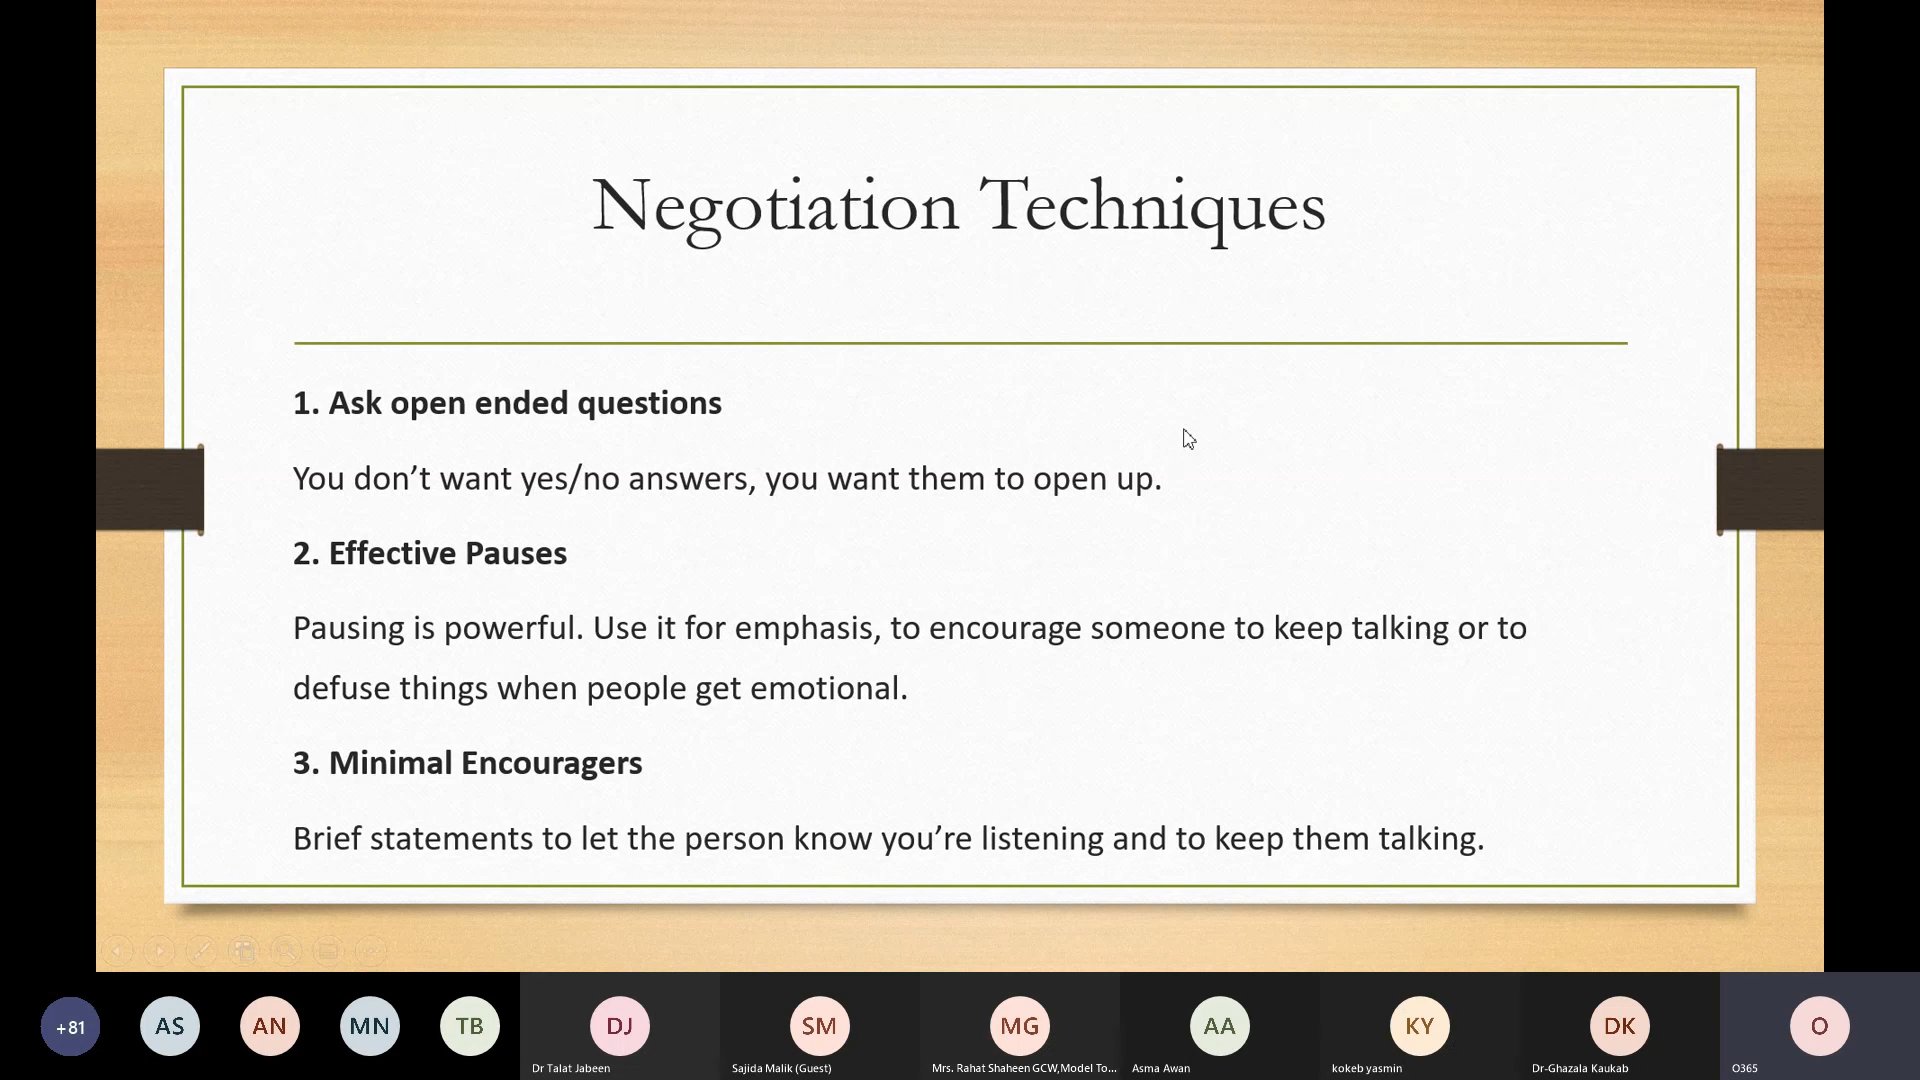 Negotiation Techniques
1. Ask open ended questions
You don’t want yes/no answers, you want them to open up.
2. Effective Pauses
Pausing is powerful. Use it for emphasis, to encourage someone to keep talking or to
defuse things when people get emotional.
3. Minimal Encouragers
Brief statements to let the person know you’re listening and to keep them talking.
+81 AS AN MN TB DJ SM MG AA KY DK O
Dr Talat Jabeen Sajida Malik (Guest) Mrs. Rahat Shaheen GCW,Model To... Asma Awan kokeb yasmin Dr-Ghazala Kaukab O365